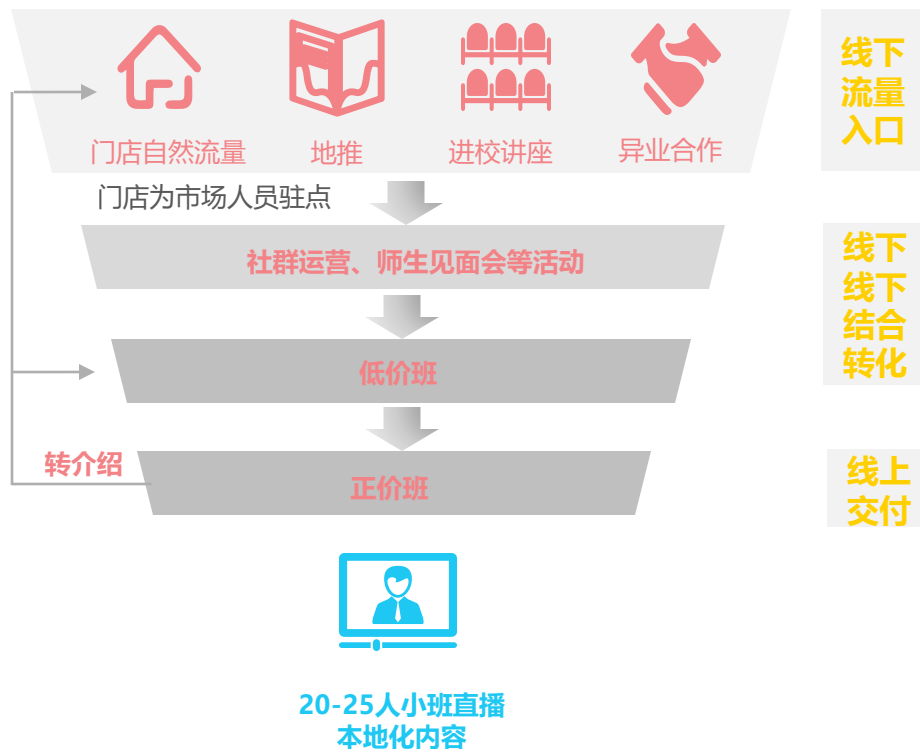 门店自然流量
地推
进校讲座
异业合作
线下
流量
入口
门店为市场人员驻点
社群运营、师生见面会等活动
线下
线下
结合
转化
低价班
转介绍
正价班
线上
交付
20-25人小班直播
本地化内容